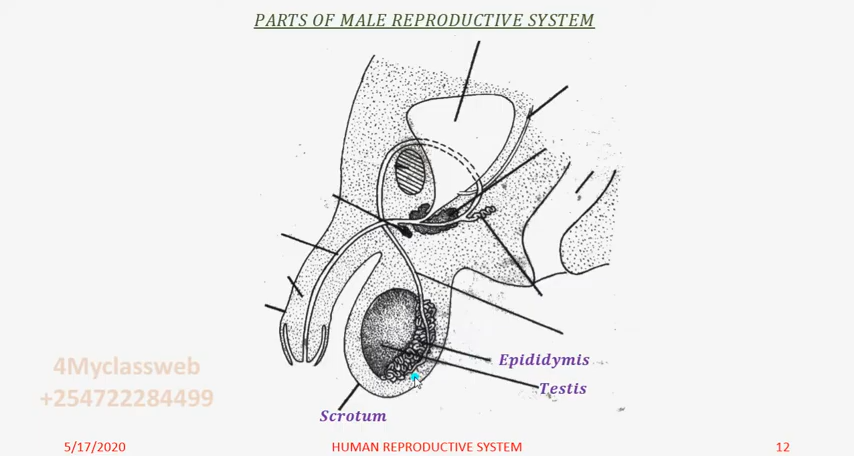 PARTS OF MALE REPRODUCTIVE SYSTEM
Epididymis
Testis
Scrotum
4Myclassweb
+254722284499
5/17/2020 HUMAN REPRODUCTIVE SYSTEM 12